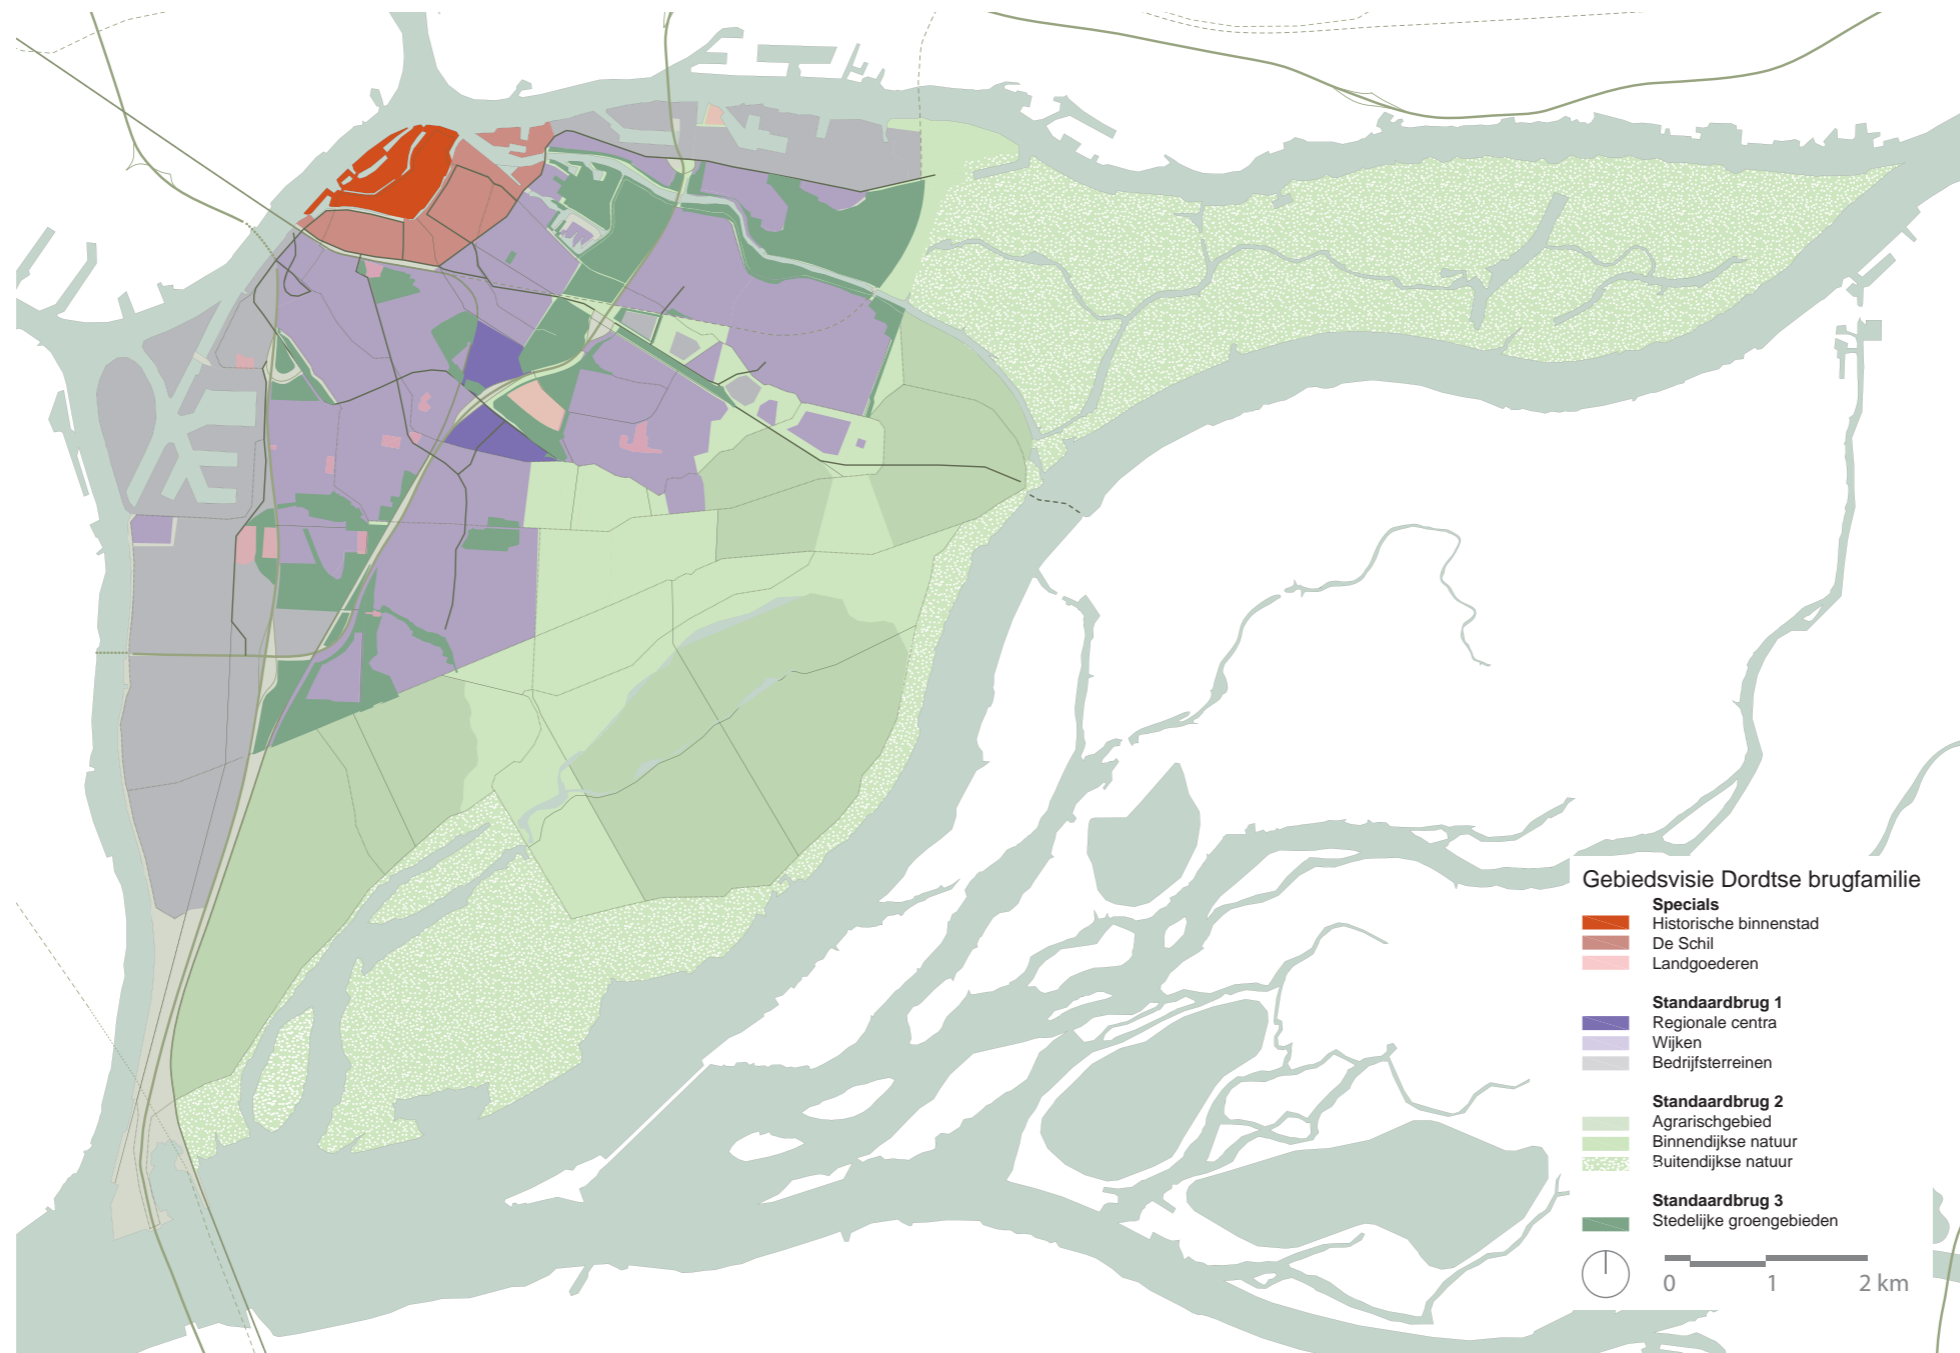 Gebiedsvisie Dordtse brugfamilie
Specials
Historische binnenstad
De Schil
Landgoederen
Standaardbrug 1
Regionale centra
Wijken
Bedrijfsterreinen
Standaardbrug 2
Agrarischgebied
Binnendijkse natuur
Buitendijkse natuur
Standaardbrug 3
Stedelijke groengebieden
0 1 2 km